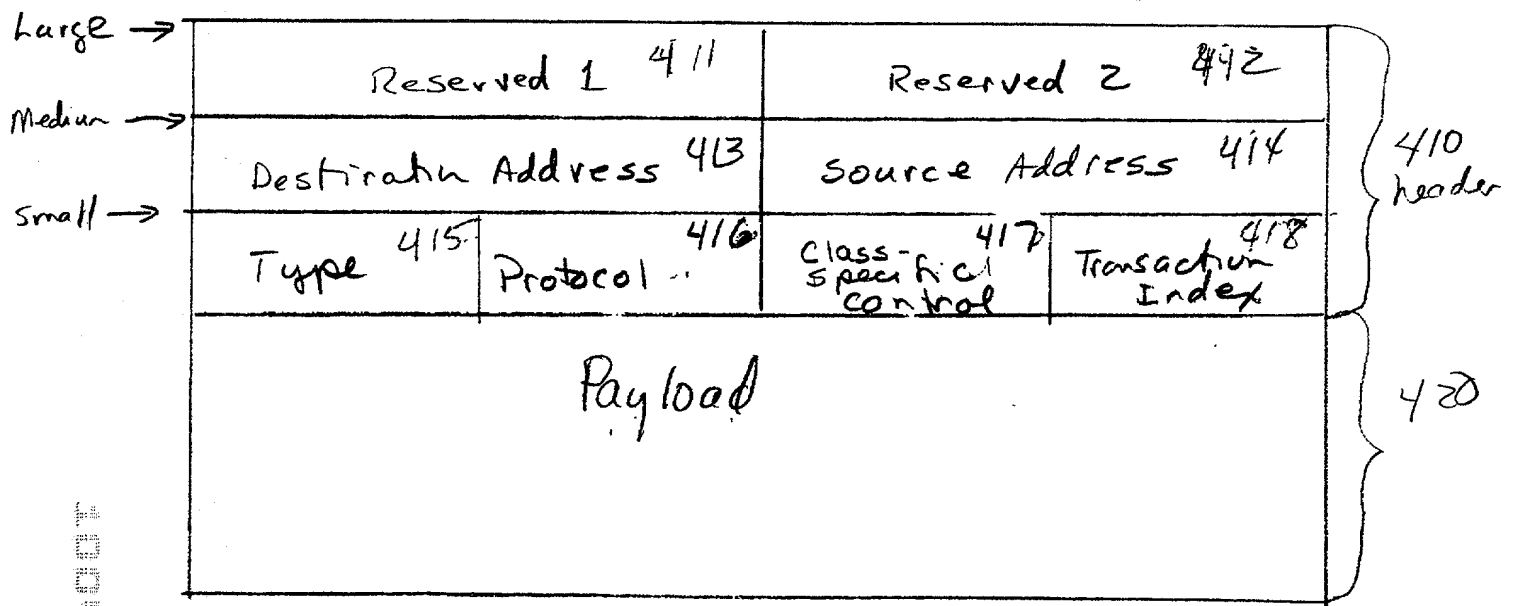 Large →
Reserved 1 411
Reserved 2 412
Medium →
Destination Address 413
Source Address 414
410
header
Small →
Type 415
Protocol 416
Class-
specific
control 417
Transaction
Index 418
Payload
420